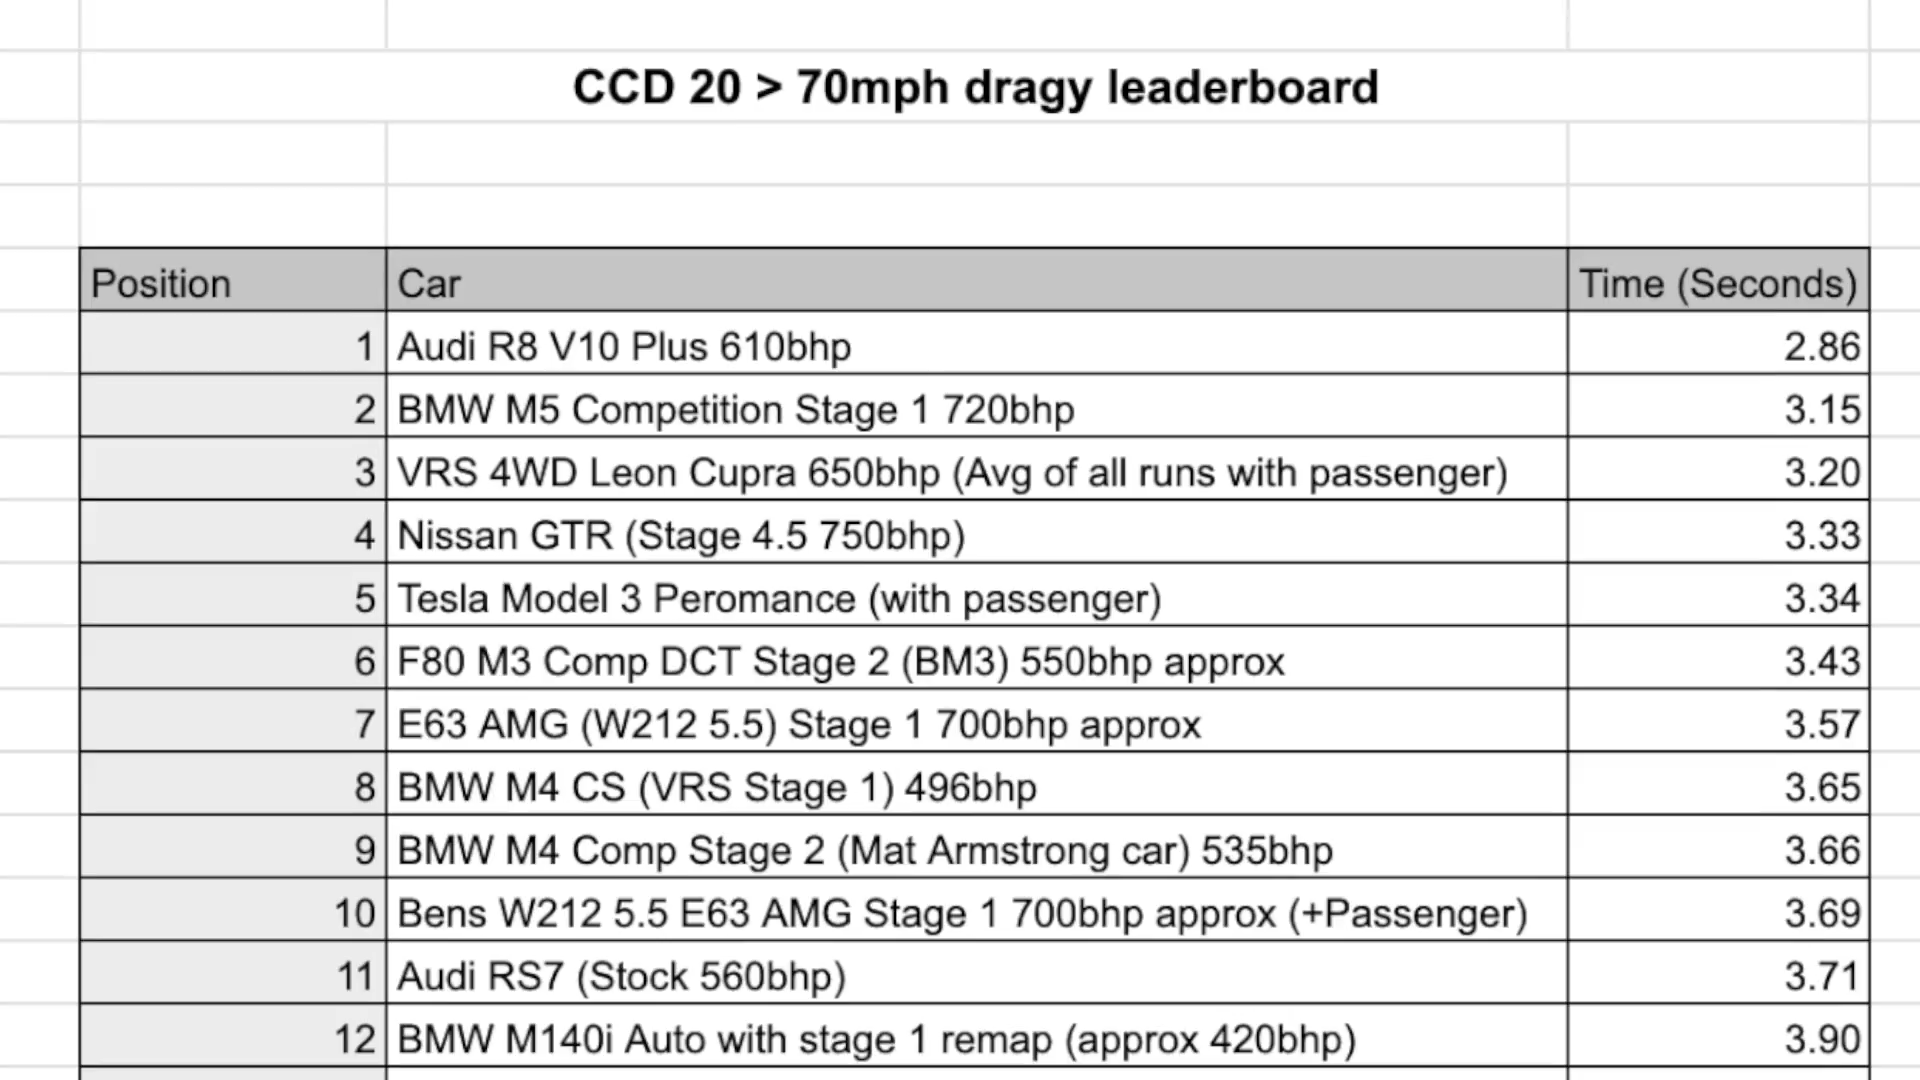 CCD 20 > 70mph dragy leaderboard
Position Car Time (Seconds)
1 Audi R8 V10 Plus 610bhp 2.86
2 BMW M5 Competition Stage 1 720bhp 3.15
3 VRS 4WD Leon Cupra 650bhp (Avg of all runs with passenger) 3.20
4 Nissan GTR (Stage 4.5 750bhp) 3.33
5 Tesla Model 3 Peromance (with passenger) 3.34
6 F80 M3 Comp DCT Stage 2 (BM3) 550bhp approx 3.43
7 E63 AMG (W212 5.5) Stage 1 700bhp approx 3.57
8 BMW M4 CS (VRS Stage 1) 496bhp 3.65
9 BMW M4 Comp Stage 2 (Mat Armstrong car) 535bhp 3.66
10 Bens W212 5.5 E63 AMG Stage 1 700bhp approx (+Passenger) 3.69
11 Audi RS7 (Stock 560bhp) 3.71
12 BMW M140i Auto with stage 1 remap (approx 420bhp) 3.90